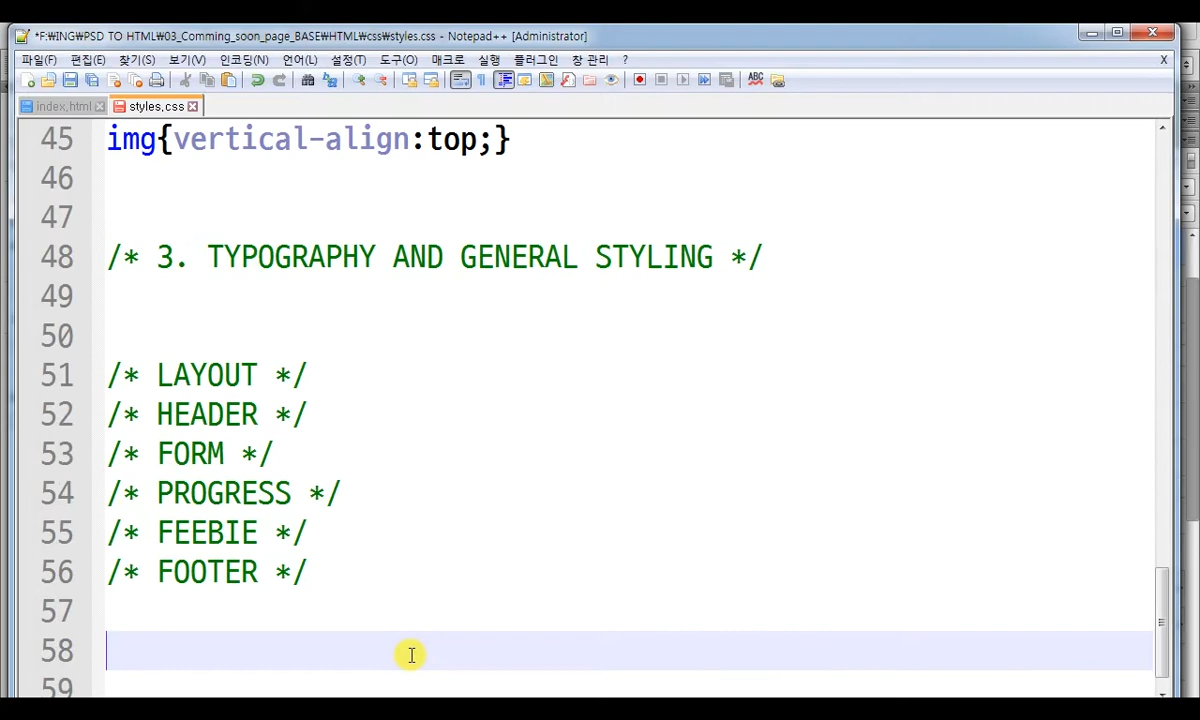 *F:₩ING₩PSD TO HTML₩03_Comming_soon_page_BASE₩HTML₩css₩styles.css - Notepad++ [Administrator]
파일(F) 편집(E) 찾기(S) 보기(V) 인코딩(N) 언어(L) 설정(T) 도구(O) 매크로 실행 플러그인 창 관리 ? X
index.html styles.css
45 img{vertical-align:top;}
46
47
48 /* 3. TYPOGRAPHY AND GENERAL STYLING */
49
50
51 /* LAYOUT */
52 /* HEADER */
53 /* FORM */
54 /* PROGRESS */
55 /* FEEBIE */
56 /* FOOTER */
57
58
59